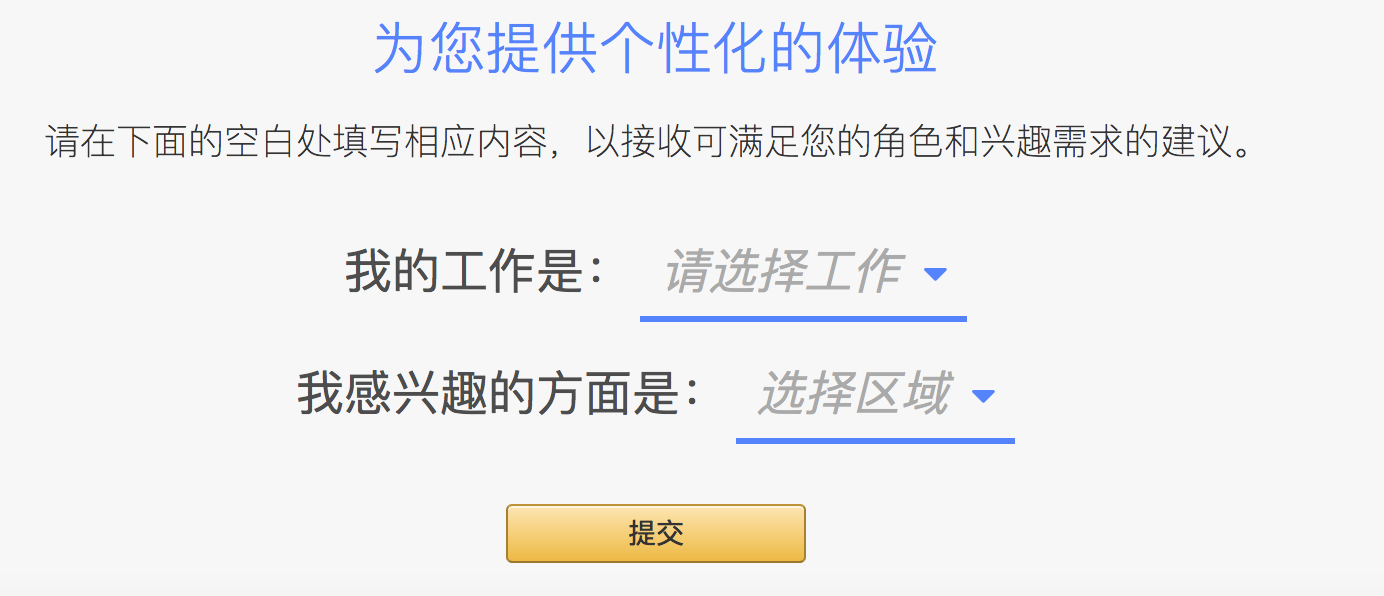 为您提供个性化的体验
请在下面的空白处填写相应内容，以接收可满足您的角色和兴趣需求的建议。
我的工作是： 请选择工作
我感兴趣的方面是： 选择区域
提交